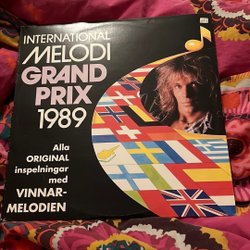 INTERNATIONAL
MELODI
GRAND
PRIX
1989
Alla
ORIGINAL
inspelningar
med
VINNAR-
MELODIEN